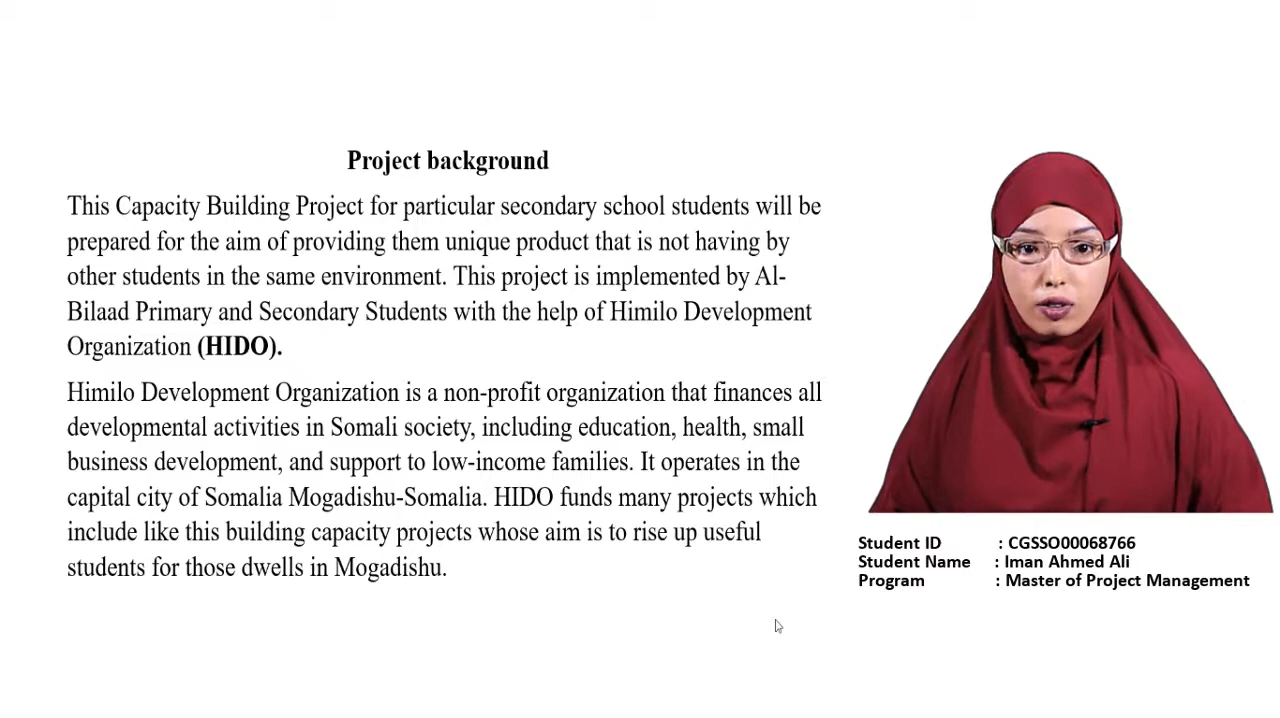 Project background
This Capacity Building Project for particular secondary school students will be
prepared for the aim of providing them unique product that is not having by
other students in the same environment. This project is implemented by Al-
Bilaad Primary and Secondary Students with the help of Himilo Development
Organization (HIDO).
Himilo Development Organization is a non-profit organization that finances all
developmental activities in Somali society, including education, health, small
business development, and support to low-income families. It operates in the
capital city of Somalia Mogadishu-Somalia. HIDO funds many projects which
include like this building capacity projects whose aim is to rise up useful
students for those dwells in Mogadishu.
Student ID : CGSSO00068766
Student Name : Iman Ahmed Ali
Program : Master of Project Management